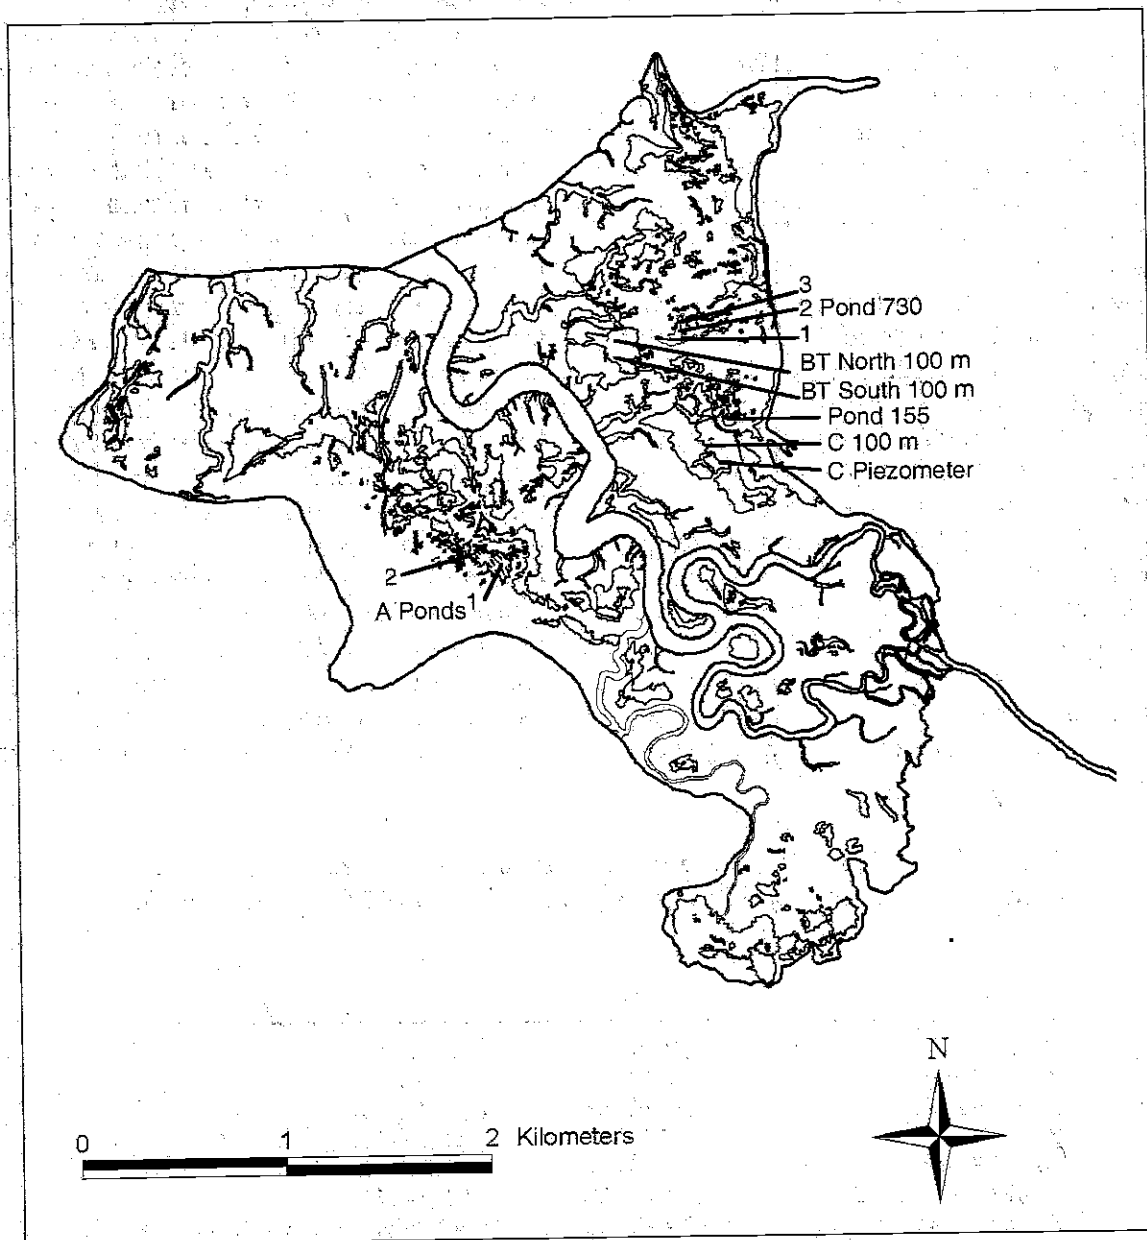 3
2 Pond 730
1
BT North 100 m
BT South 100 m
Pond 155
C 100 m
C Piezometer
2
A Ponds 1
N
0 1 2 Kilometers